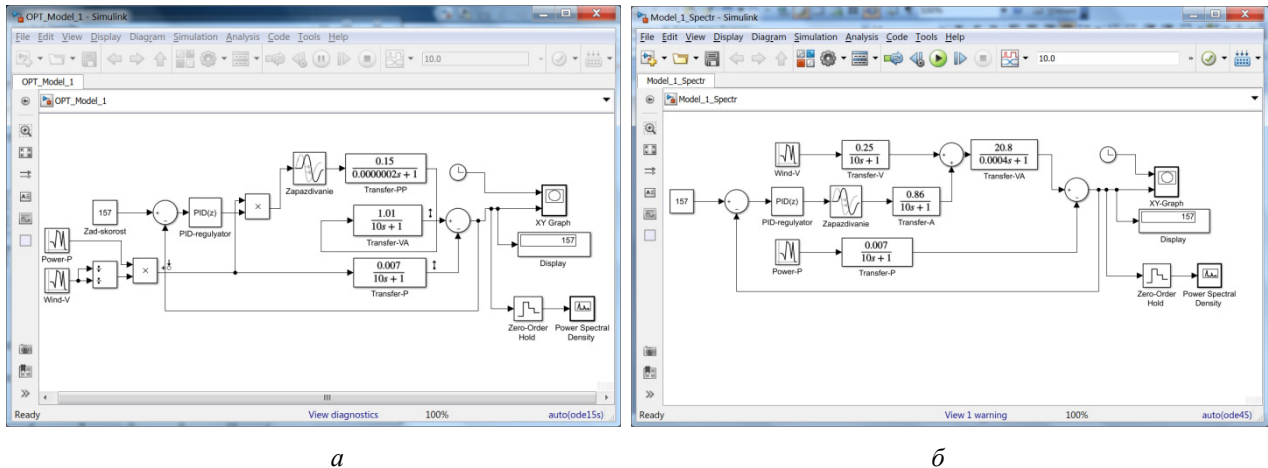 OPT_Model_1 - Simulink
File Edit View Display Diagram Simulation Analysis Code Tools Help
10.0
OPT_Model_1
OPT_Model_1
0.15
0.0000002s + 1
Transfer-PP
Zapazdivanie
157
Zad-skorost
PID(z)
PID-regulyator
×
1.01
10s + 1
Transfer-VA
XY Graph
157
Display
Power-P
Wind-V
×
0.007
10s + 1
Transfer-P
Zero-Order
Hold
Power Spectral
Density
Ready
View diagnostics
100%
auto(ode15s)
а
Model_1_Spectr - Simulink
File Edit View Display Diagram Simulation Analysis Code Tools Help
10.0
Model_1_Spectr
Model_1_Spectr
Wind-V
0.25
10s + 1
Transfer-V
20.8
0.0004s + 1
Transfer-VA
157
PID(z)
PID-regulyator
Zapazdivanie
0.86
10s + 1
Transfer-A
XY-Graph
157
Display
Power-P
0.007
10s + 1
Transfer-P
Zero-Order
Hold
Power Spectral
Density
Ready
View 1 warning
100%
auto(ode45)
б